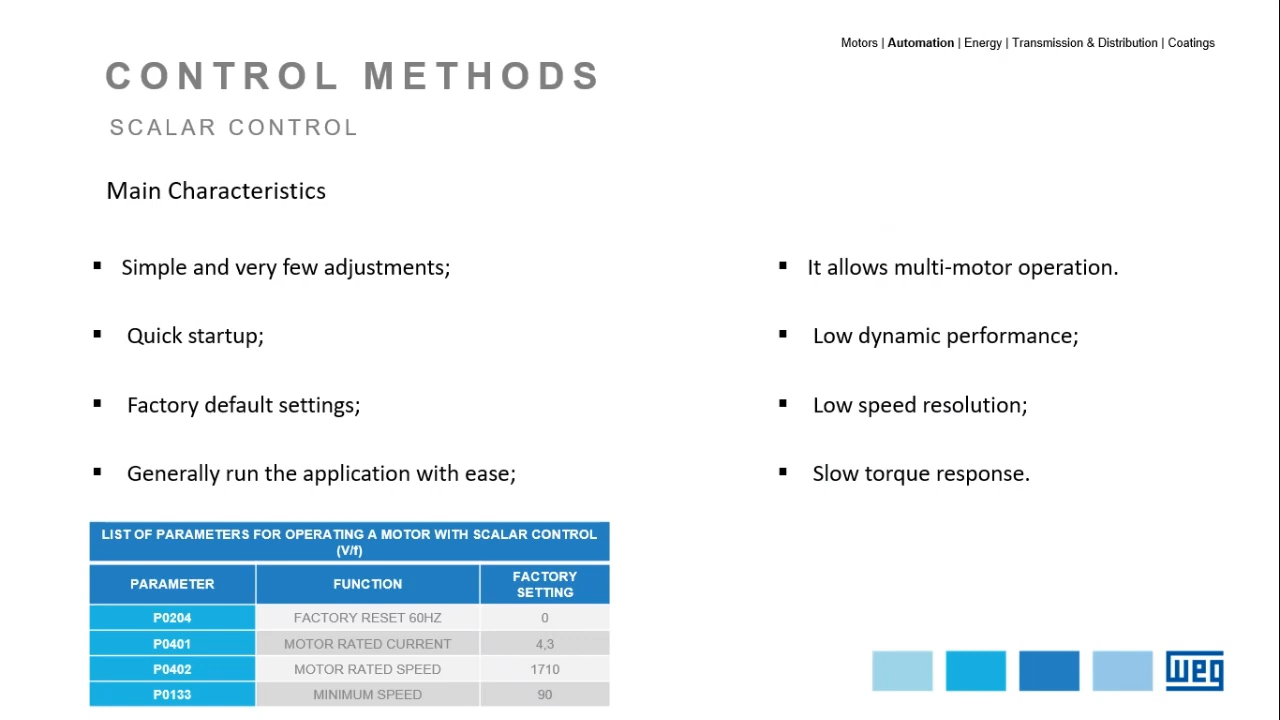 Motors | Automation | Energy | Transmission & Distribution | Coatings
CONTROL METHODS
SCALAR CONTROL
Main Characteristics
▪ Simple and very few adjustments;
▪ Quick startup;
▪ Factory default settings;
▪ Generally run the application with ease;
▪ It allows multi-motor operation.
▪ Low dynamic performance;
▪ Low speed resolution;
▪ Slow torque response.
LIST OF PARAMETERS FOR OPERATING A MOTOR WITH SCALAR CONTROL
(V/f)
PARAMETER FUNCTION FACTORY SETTING
P0204 FACTORY RESET 60HZ 0
P0401 MOTOR RATED CURRENT 4,3
P0402 MOTOR RATED SPEED 1710
P0133 MINIMUM SPEED 90
weg